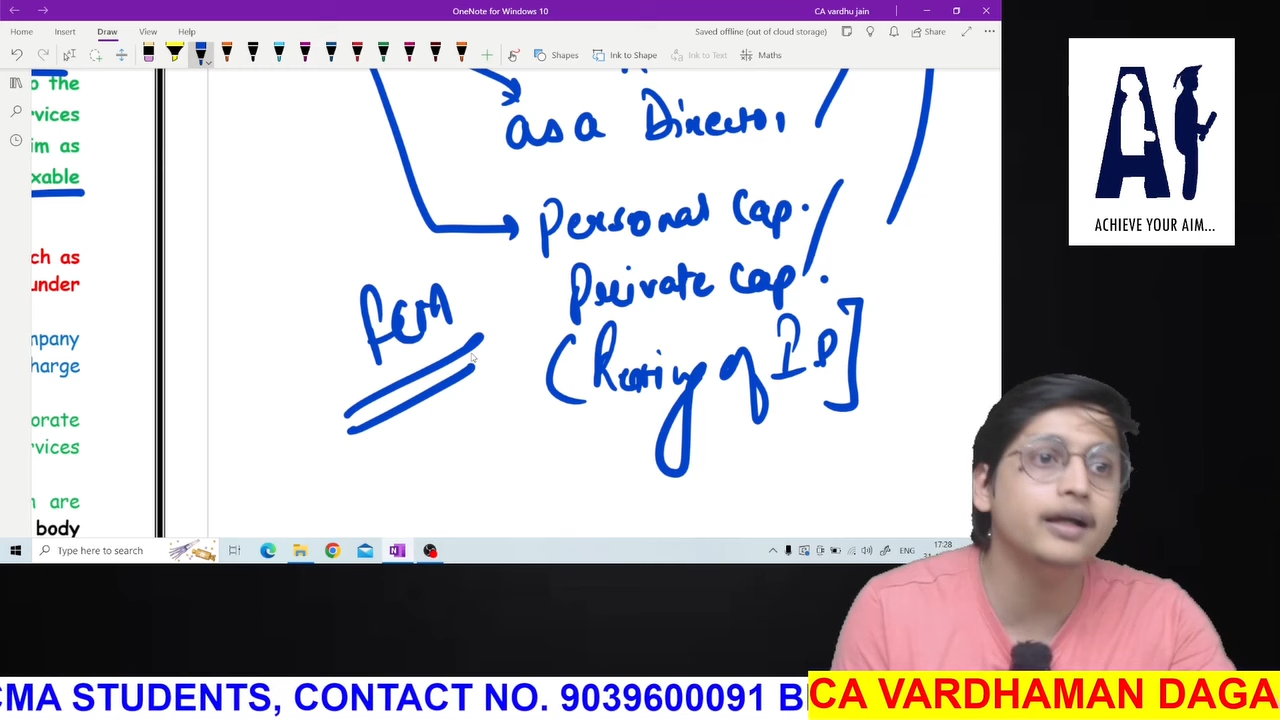 OneNote for Windows 10
CA vardhu jain
Home Insert Draw View Help
Saved offline (out of cloud storage)
Share
Shapes
Ink to Shape
Ink to Text
Maths
o the
rvices
im as
xable
ch as
under
mpany
harge
orate
rvices
n are
body
as a Director
Personal Cap.
Private Cap.
(Renting of I.P]
ACHIEVE YOUR AIM...
Type here to search
ENG
17:28
CMA STUDENTS, CONTACT NO. 9039600091 B
CA VARDHAMAN DAGA